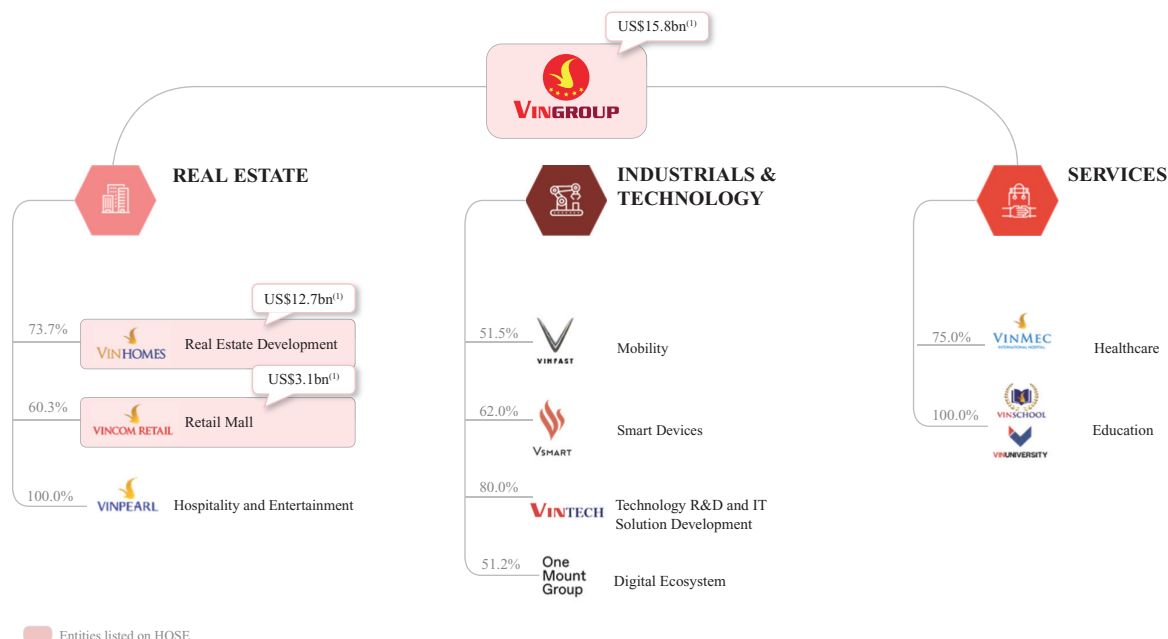 US$15.8bn(1)
VINGROUP
REAL ESTATE
US$12.7bn(1)
73.7%
VINHOMES
Real Estate Development
US$3.1bn(1)
60.3%
VINCOM RETAIL
Retail Mall
100.0%
VINPEARL
Hospitality and Entertainment
INDUSTRIALS &
TECHNOLOGY
51.5%
VINFAST
Mobility
62.0%
VSMART
Smart Devices
80.0%
VINTECH
Technology R&D and IT
Solution Development
51.2%
One
Mount
Group
Digital Ecosystem
SERVICES
75.0%
VINMEC
INTERNATIONAL HOSPITAL
Healthcare
100.0%
VINSCHOOL
VINUNIVERSITY
Education
Entities listed on HOSE